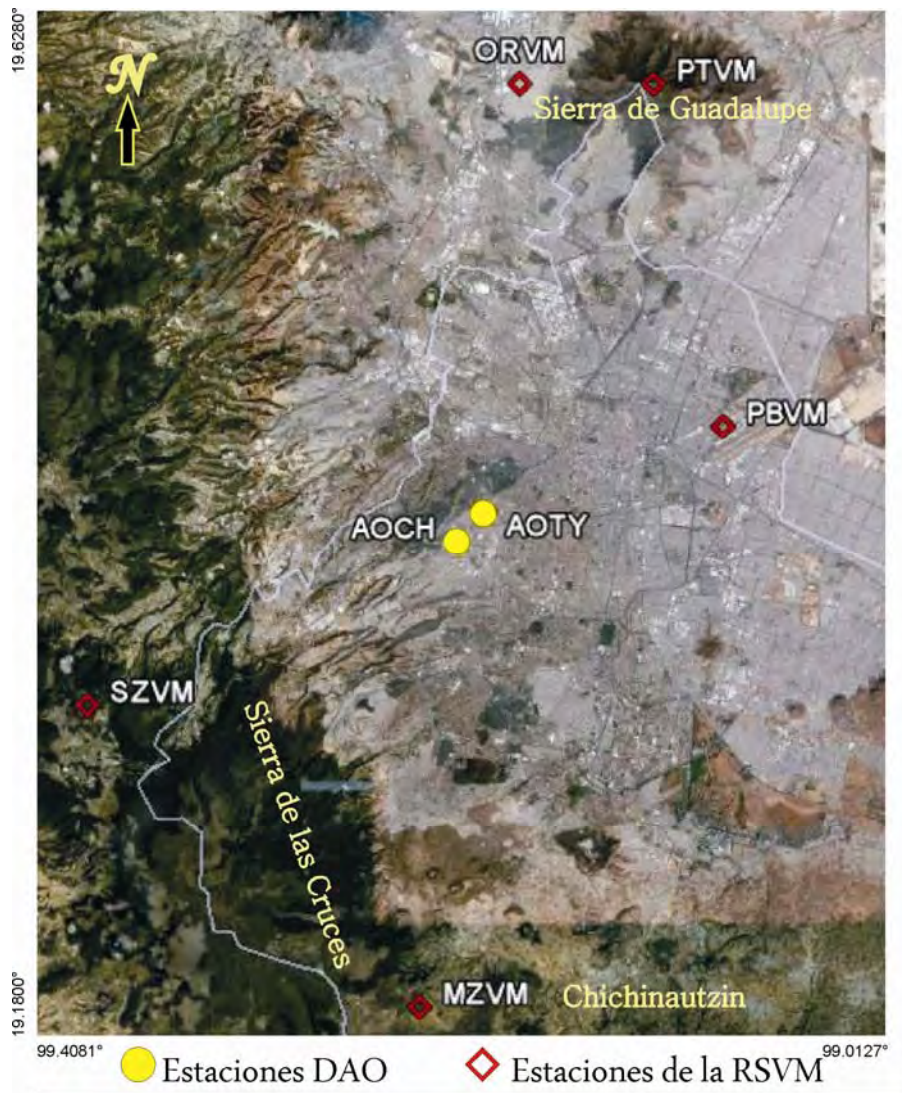 19.6280°
N
ORVM
PTVM
Sierra de Guadalupe
PBVM
AOCH
AOTY
SZVM
Sierra de las Cruces
MZVM
Chichinautzin
19.1800°
99.4081°
99.0127°
Estaciones DAO
Estaciones de la RSVM